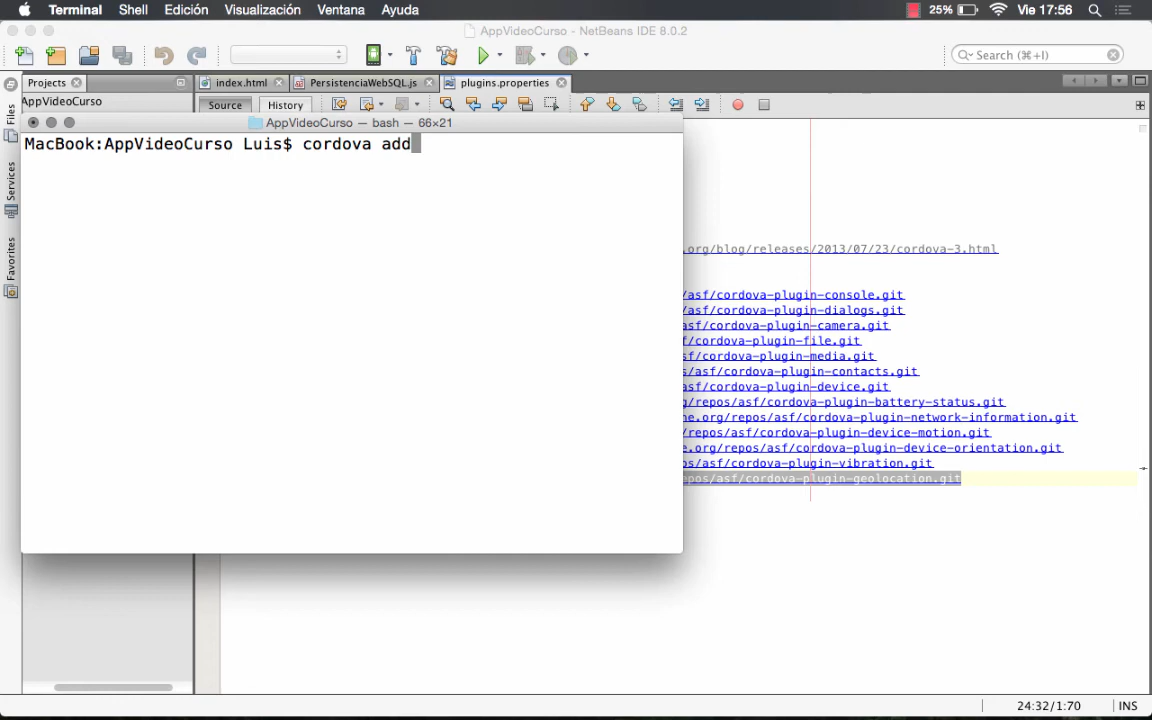 Terminal Shell Edición Visualización Ventana Ayuda 25% Vie 17:56
AppVideoCurso - NetBeans IDE 8.0.2
Search (⌘+I)
Projects index.html PersistenciaWebSQL.js plugins.properties
AppVideoCurso Source History
Files
Services
Favorites
AppVideoCurso — bash — 66×21
MacBook:AppVideoCurso Luis$ cordova add
.org/blog/releases/2013/07/23/cordova-3.html
/asf/cordova-plugin-console.git
/asf/cordova-plugin-dialogs.git
asf/cordova-plugin-camera.git
/asf/cordova-plugin-file.git
/asf/cordova-plugin-media.git
s/asf/cordova-plugin-contacts.git
asf/cordova-plugin-device.git
g/repos/asf/cordova-plugin-battery-status.git
ne.org/repos/asf/cordova-plugin-network-information.git
/repos/asf/cordova-plugin-device-motion.git
e.org/repos/asf/cordova-plugin-device-orientation.git
os/asf/cordova-plugin-vibration.git
epos/asf/cordova-plugin-geolocation.git
24:32/1:70 INS